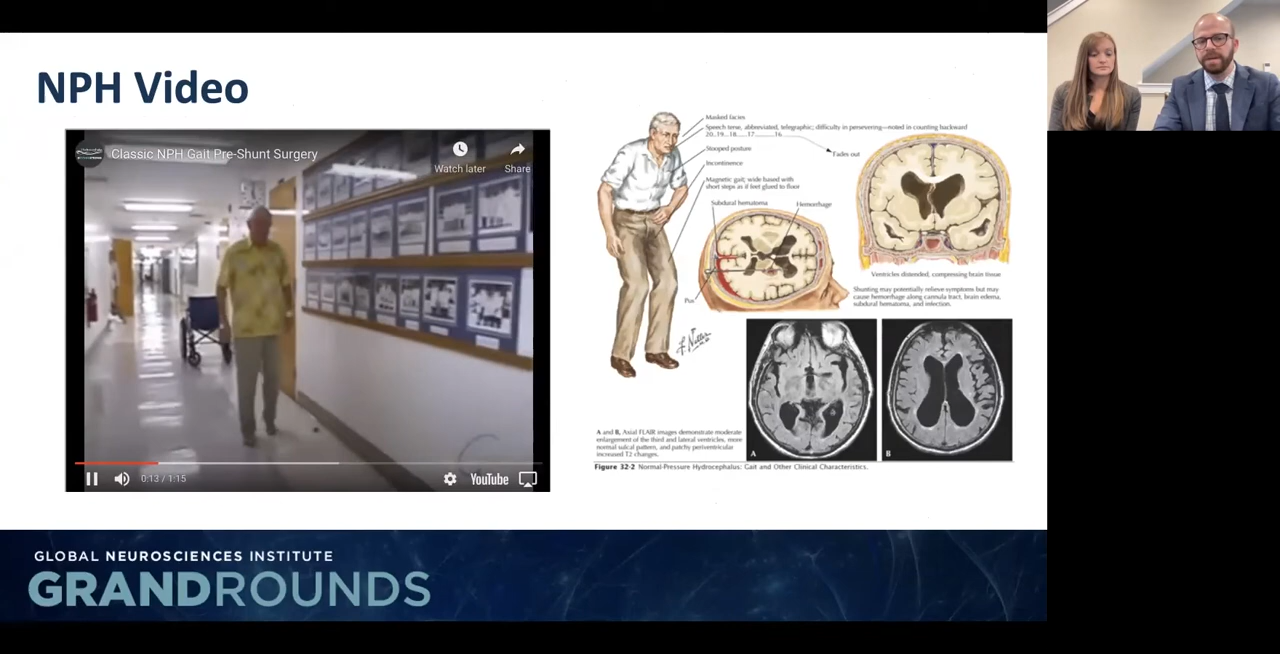 NPH Video
Classic NPH Gait Pre-Shunt Surgery
Watch later
Share
0:13 / 1:15
YouTube
Masked facies
Speech terse, abbreviated, telegraphic; difficulty in persevering—noted in counting backward
20...19...18......17.........16
Fades out
Stooped posture
Incontinence
Magnetic gait; wide based with
short steps as if feet glued to floor
Subdural hematoma
Hemorrhage
Pus
Ventricles distended, compressing brain tissue
Shunting may potentially relieve symptoms but may
cause hemorrhage along cannula tract, brain edema,
subdural hematoma, and infection.
A
B
A and B, Axial FLAIR images demonstrate moderate
enlargement of the third and lateral ventricles, more
normal sulcal pattern, and patchy periventricular
increased T2 changes.
Figure 32-2 Normal-Pressure Hydrocephalus: Gait and Other Clinical Characteristics.
GLOBAL NEUROSCIENCES INSTITUTE
GRANDROUNDS